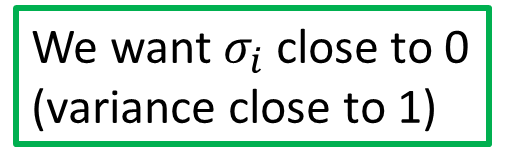 We want σᵢ close to 0
(variance close to 1)